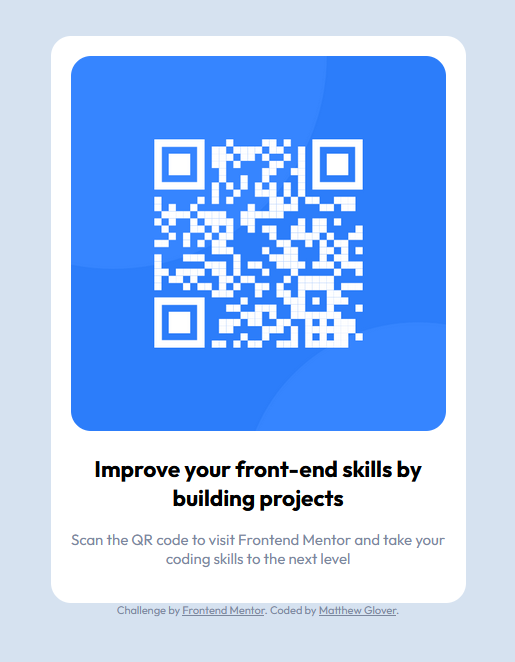 Improve your front-end skills by
building projects
Scan the QR code to visit Frontend Mentor and take your
coding skills to the next level
Challenge by Frontend Mentor. Coded by Matthew Glover.